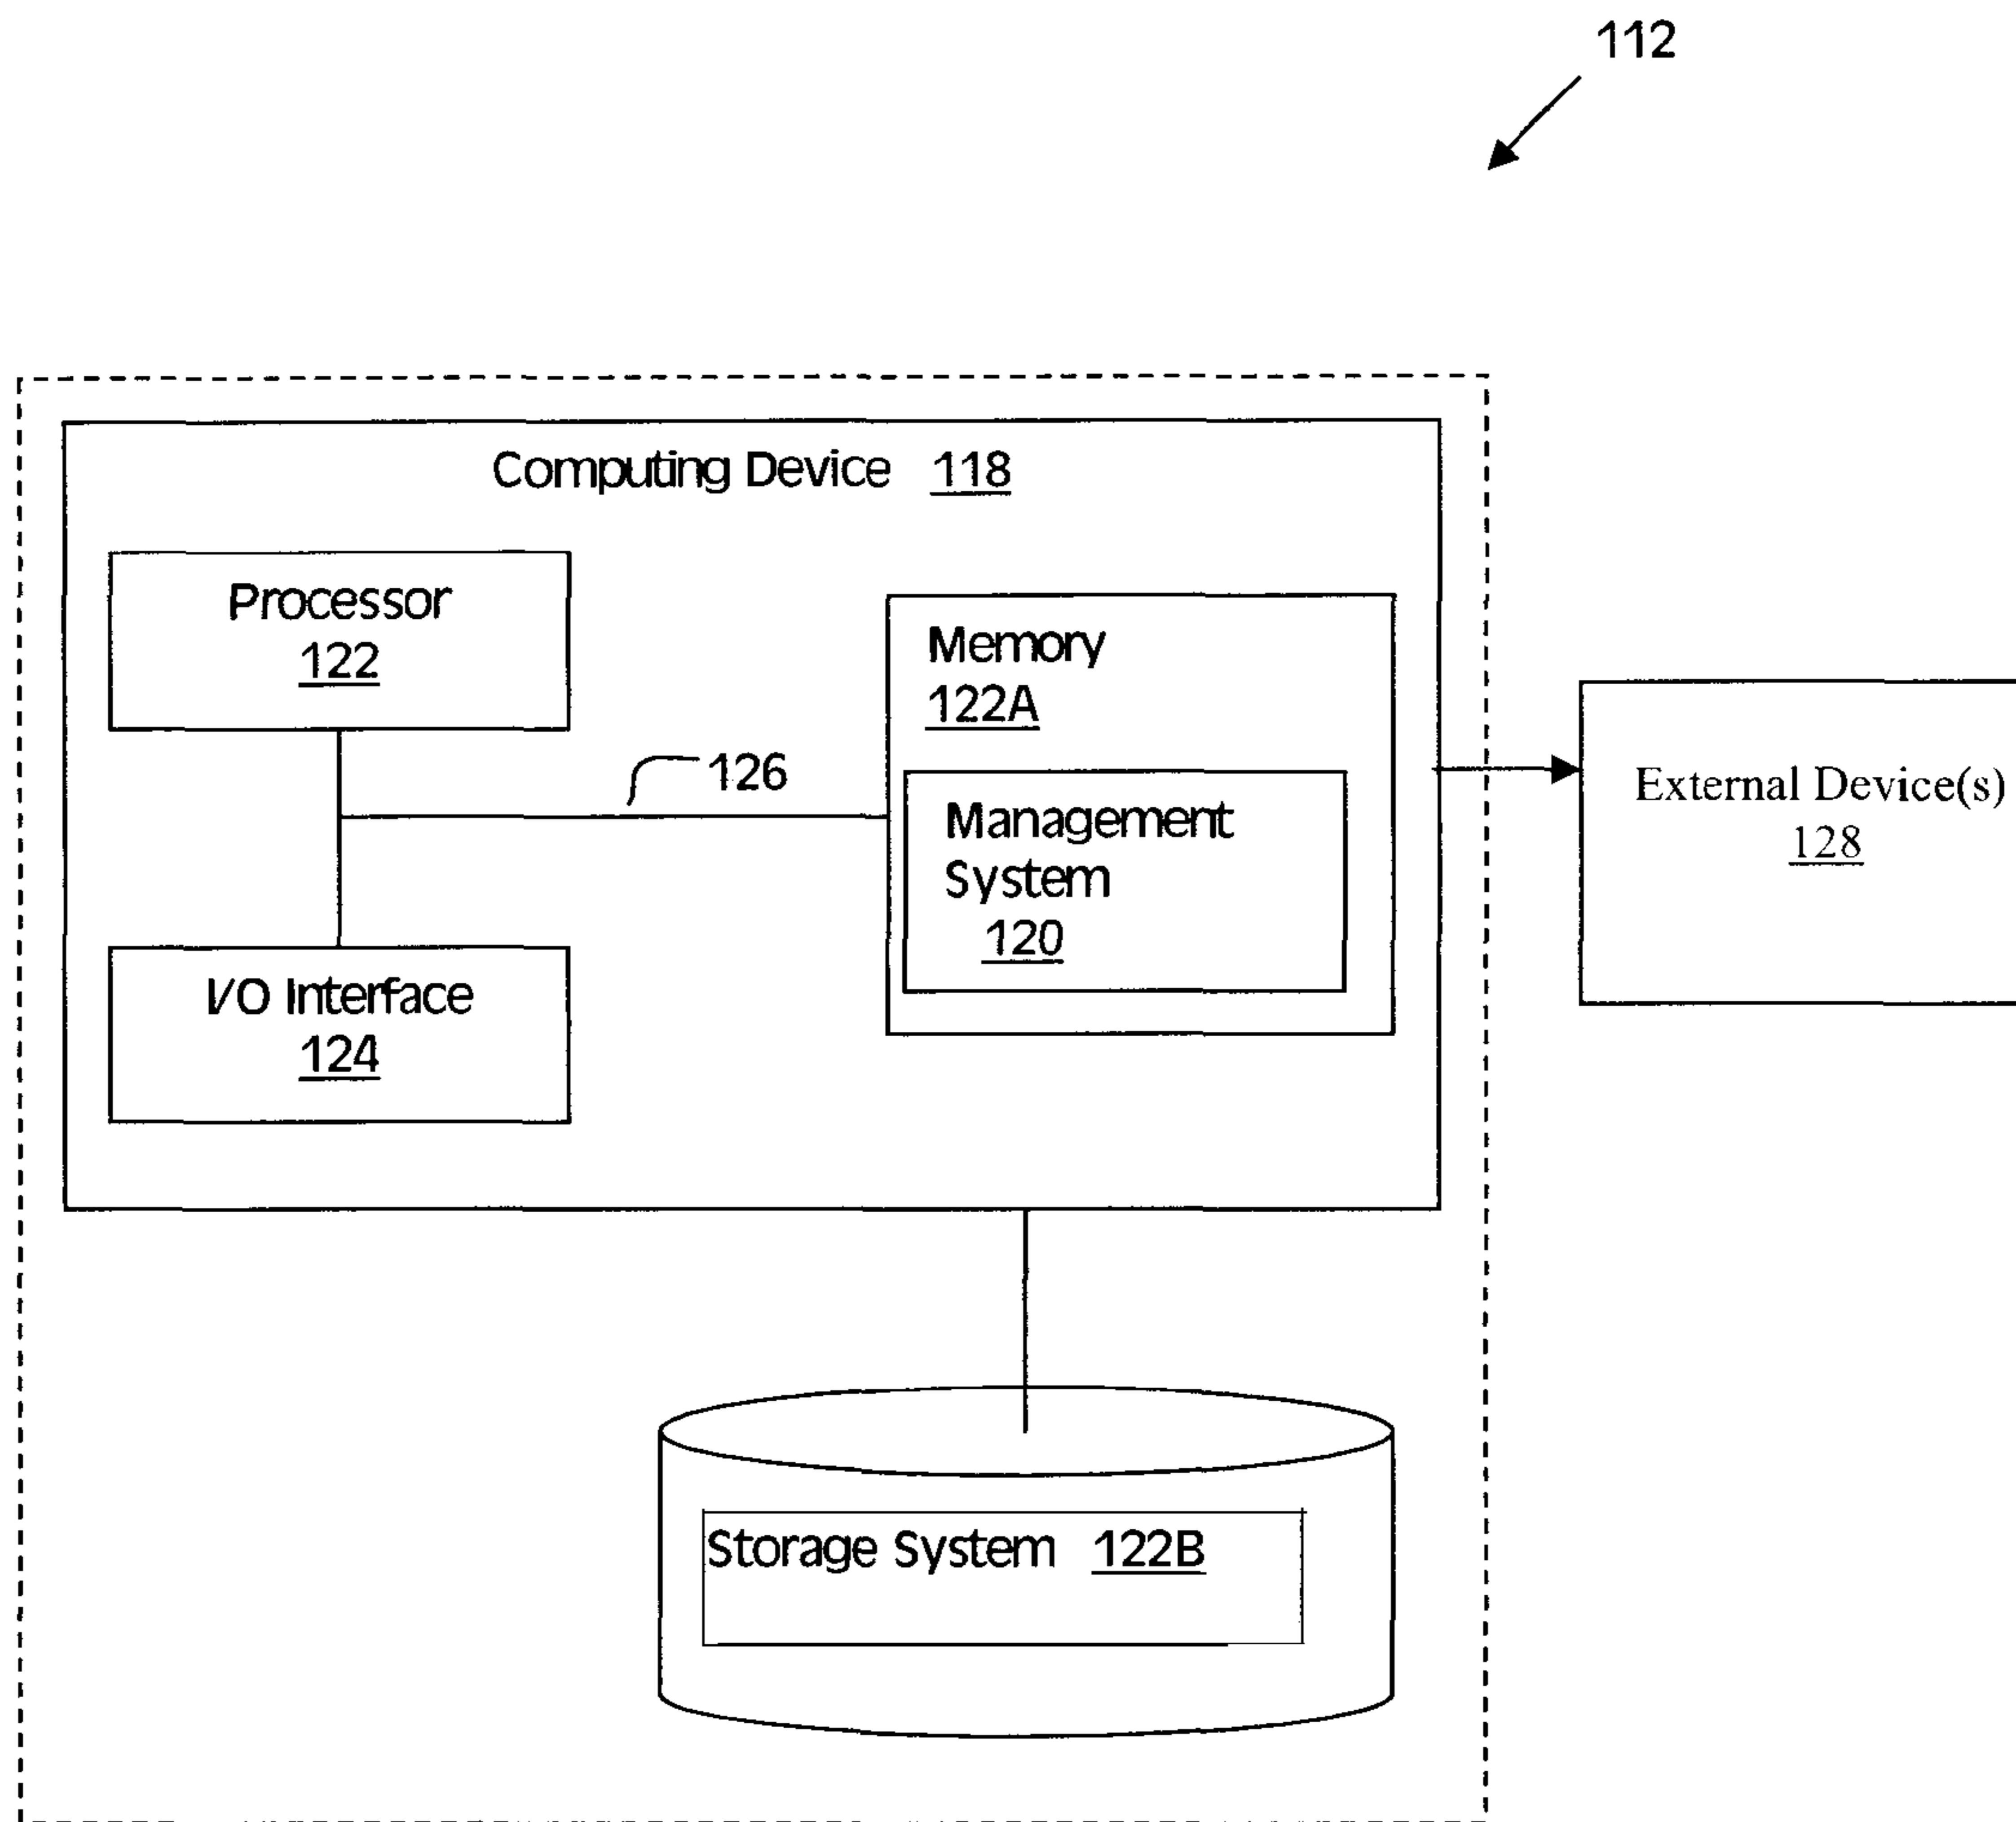 112
Computing Device 118
Processor
122
Memory
122A
126
Management
System
120
External Device(s)
128
I/O Interface
124
Storage System 122B